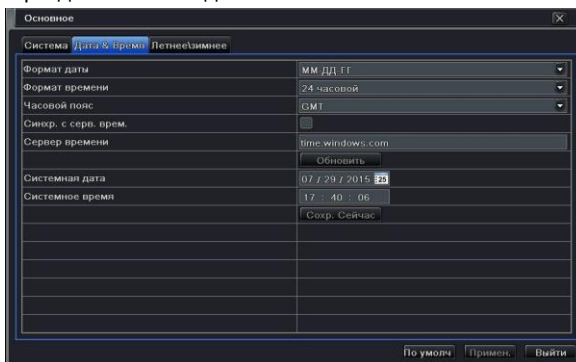 Основное
Система Дата & Время Летнее\зимнее
Формат даты ММ ДД ГГ
Формат времени 24 часовой
Часовой пояс GMT
Синхр. с серв. врем.
Сервер времени time.windows.com
Обновить
Системная дата 07 / 29 / 2015 25
Системное время 17 : 40 : 06
Сохр. Сейчас
По умолч Примен. Выйти